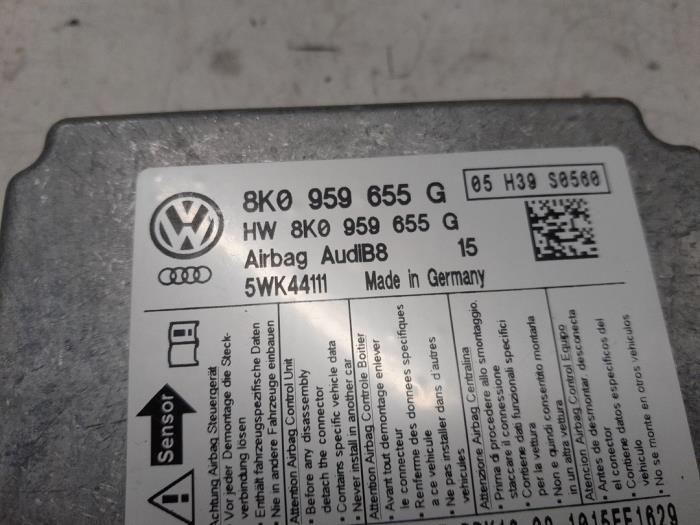 8K0 959 655 G
05 H39 S0560
HW 8K0 959 655 G
Airbag AudiB8 15
5WK44111 Made in Germany
Sensor
Achtung Airbag Steuergerät
• Vor jeder Demontage die Steck-
verbindung lösen
• Enthält fahrzeugspezifische Daten
• Nie in andere Fahrzeuge einbauen
Attention Airbag Control Unit
• Before any disassembly
detach the connector
• Contains specific vehicle data
• Never install in another car
Attention Airbag Controle Boitier
• Avant tout demontage enlever
le connecteur
• Renferme des donnees specifiques
a ce vehicule
• Ne pas installer dans d'autres
vehicules
Attenzione Airbag Centralina
• Prima di procedere allo smontaggio,
staccare il connessione
• Contiene dati funzionali specifici
per la vettura
• Non e quindi consentito montarla
in un altra vettura
Atencion Airbag Control Equipo
• Antes de desmontar, desconecta
el conector
• Contiene datos especificos del
vehiculo
• No se monte en otros vehiculos